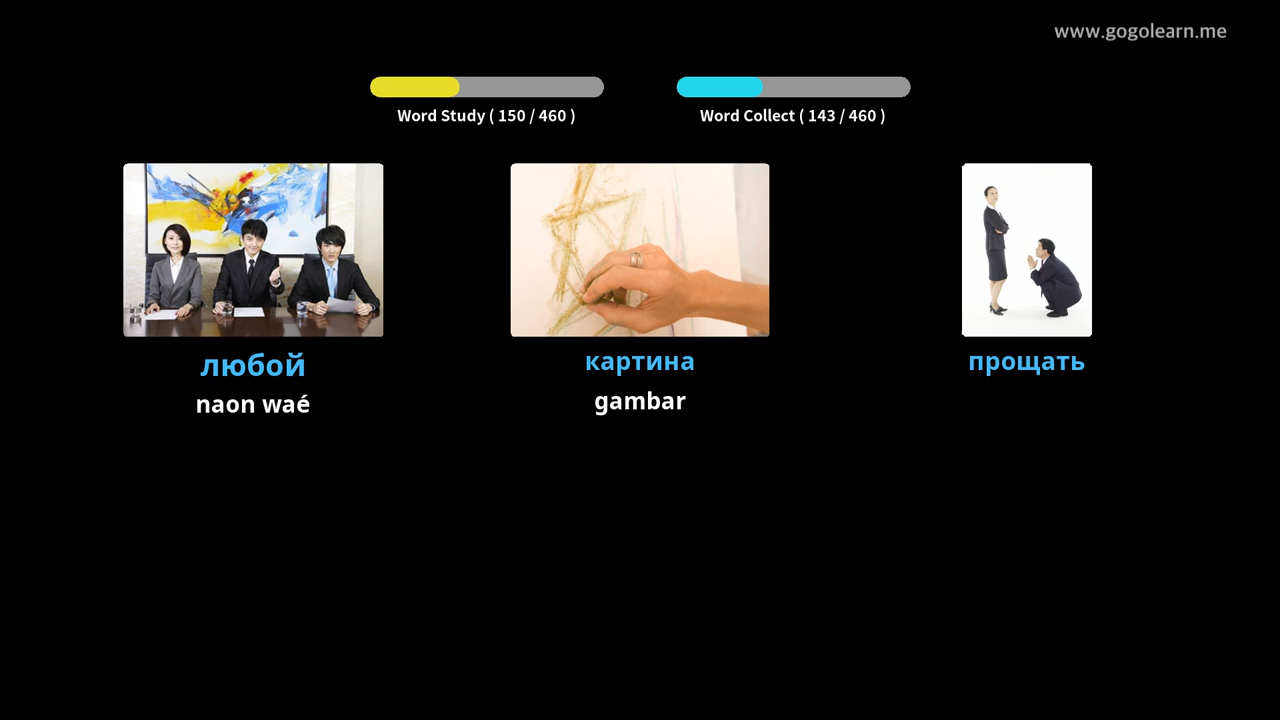 www.gogolearn.me
Word Study ( 150 / 460 )
Word Collect ( 143 / 460 )
любой
naon waé
картина
gambar
прощать